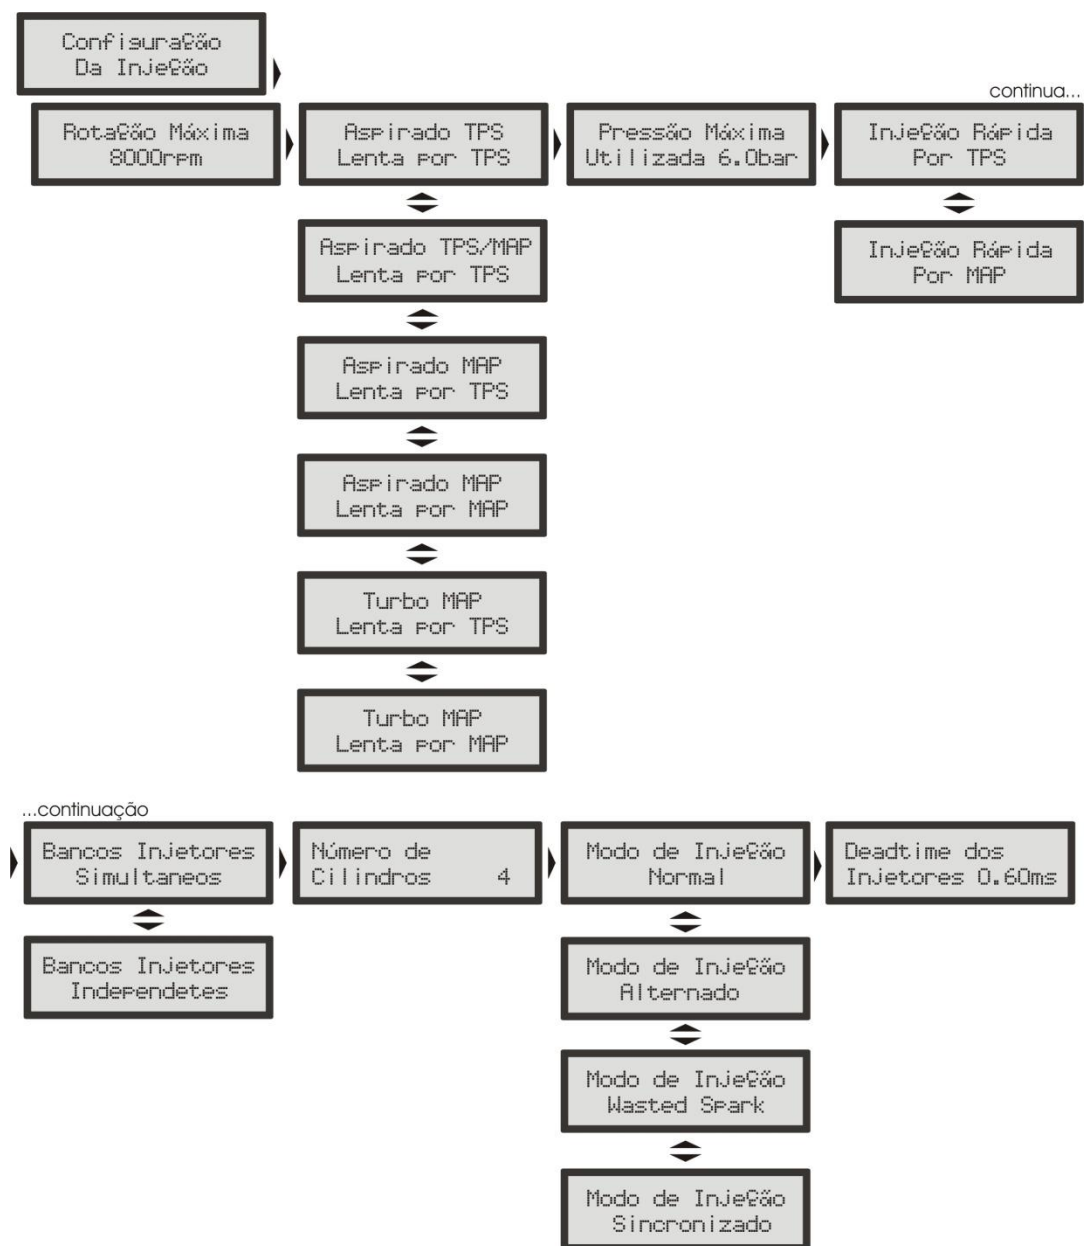 Configuração
Da Injeção
continua...
Rotação Máxima
8000rpm
Aspirado TPS
Lenta por TPS
Pressão Máxima
Utilizada 6.0bar
Injeção Rápida
Por TPS
Aspirado TPS/MAP
Lenta por TPS
Injeção Rápida
Por MAP
Aspirado MAP
Lenta por TPS
Aspirado MAP
Lenta por MAP
Turbo MAP
Lenta por TPS
Turbo MAP
Lenta por MAP
...continuação
Bancos Injetores
Simultaneos
Número de
Cilindros 4
Modo de Injeção
Normal
Deadtime dos
Injetores 0.60ms
Bancos Injetores
Independetes
Modo de Injeção
Alternado
Modo de Injeção
Wasted Spark
Modo de Injeção
Sincronizado